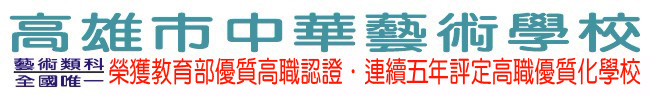 高雄市中華藝術學校
藝術類科
全國唯一
榮獲教育部優質高職認證．連續五年評定高職優質化學校